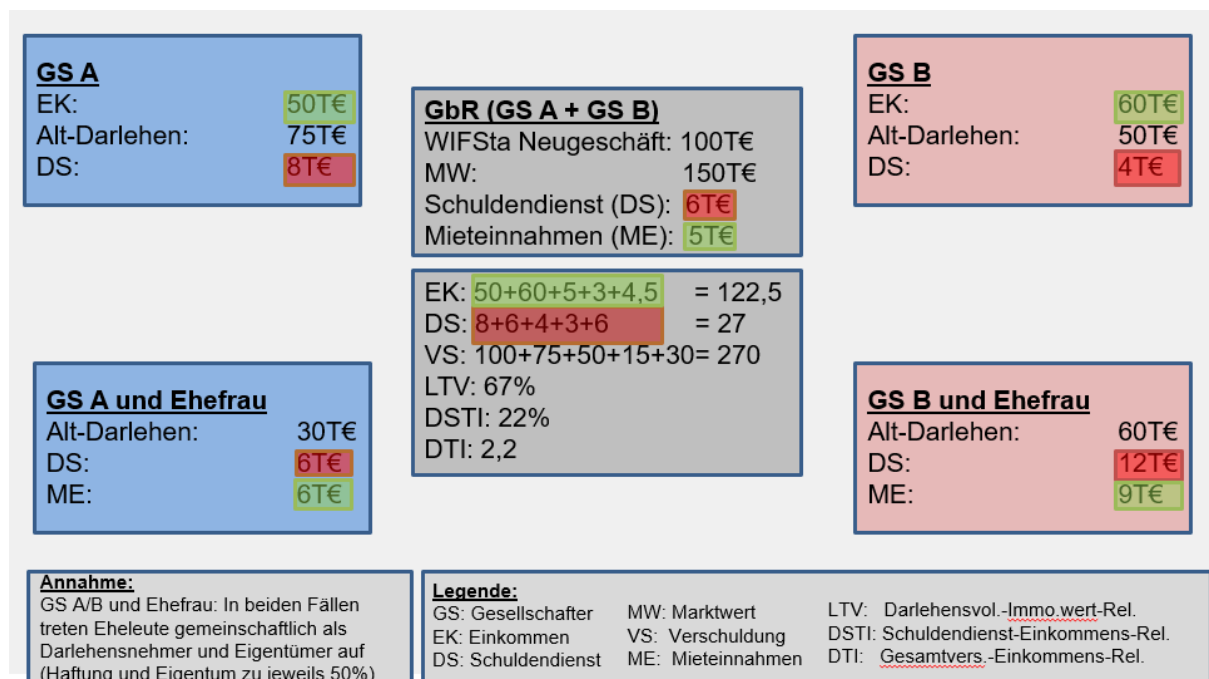 GS A
EK: 50T€
Alt-Darlehen: 75T€
DS: 8T€
GbR (GS A + GS B)
WIFSta Neugeschäft: 100T€
MW: 150T€
Schuldendienst (DS): 6T€
Mieteinnahmen (ME): 5T€
GS B
EK: 60T€
Alt-Darlehen: 50T€
DS: 4T€
EK: 50+60+5+3+4,5 = 122,5
DS: 8+6+4+3+6 = 27
VS: 100+75+50+15+30= 270
LTV: 67%
DSTI: 22%
DTI: 2,2
GS A und Ehefrau
Alt-Darlehen: 30T€
DS: 6T€
ME: 6T€
GS B und Ehefrau
Alt-Darlehen: 60T€
DS: 12T€
ME: 9T€
Annahme:
GS A/B und Ehefrau: In beiden Fällen
treten Eheleute gemeinschaftlich als
Darlehensnehmer und Eigentümer auf
(Haftung und Eigentum zu jeweils 50%)
Legende:
GS: Gesellschafter MW: Marktwert LTV: Darlehensvol.-Immo.wert-Rel.
EK: Einkommen VS: Verschuldung DSTI: Schuldendienst-Einkommens-Rel.
DS: Schuldendienst ME: Mieteinnahmen DTI: Gesamtvers.-Einkommens-Rel.